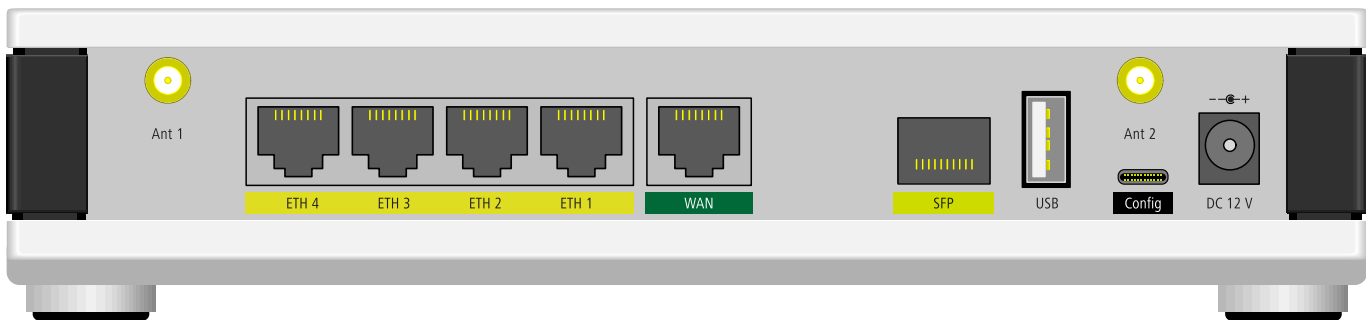 Ant 1
Ant 2
ETH 4 ETH 3 ETH 2 ETH 1 WAN SFP USB Config DC 12 V